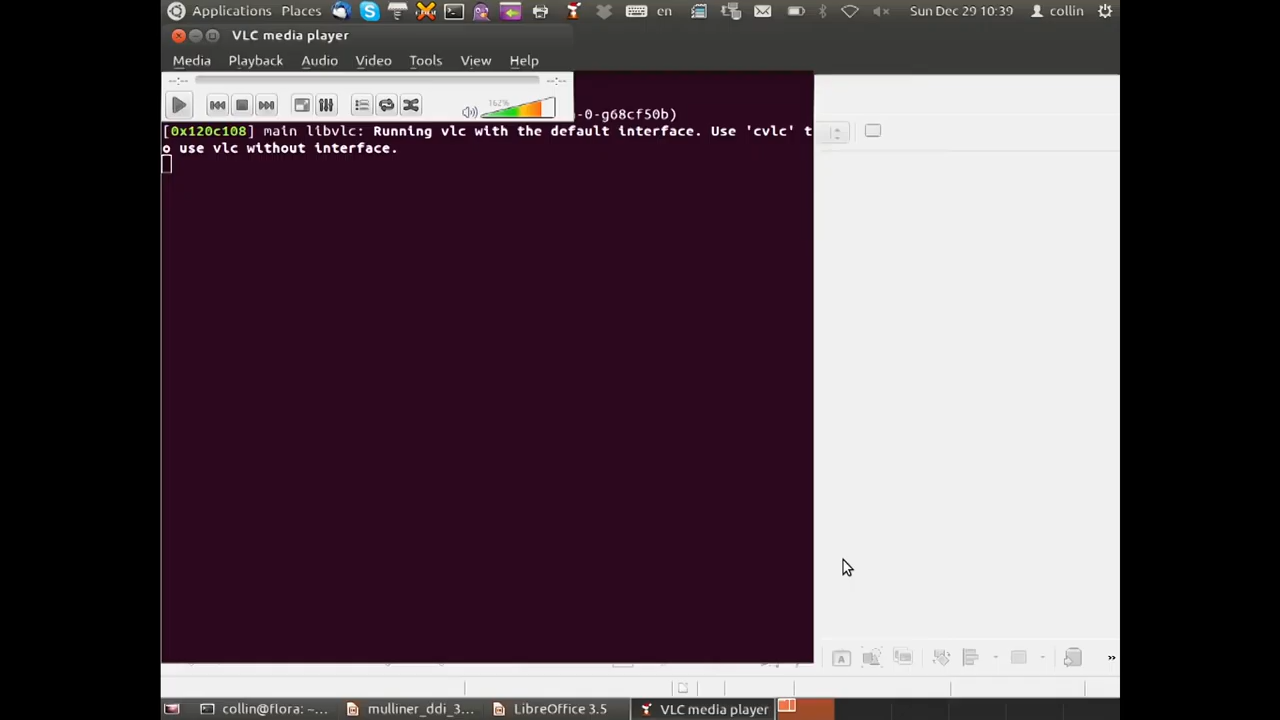 Applications Places en Sun Dec 29 10:39 collin
VLC media player
Media Playback Audio Video Tools View Help
--:-- --:--
162%
-0-g68cf50b)
[0x120c108] main libvlc: Running vlc with the default interface. Use 'cvlc' t
o use vlc without interface.
A
»
collin@flora: ~... mulliner_ddi_3... LibreOffice 3.5 VLC media player